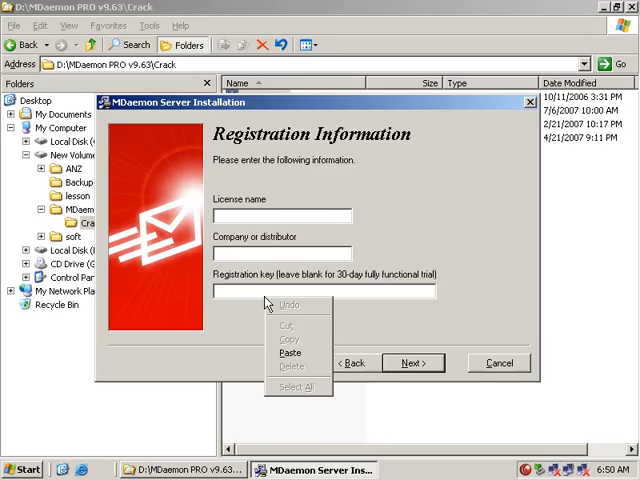 D:\MDaemon PRO v9.63\Crack
File Edit View Favorites Tools Help
Back Search Folders
Address D:\MDaemon PRO v9.63\Crack Go
Folders
Name Size Type Date Modified
Desktop
My Documents
My Computer
Local Disk (
New Volume
ANZ
Backup
lesson
MDaem
Cra
soft
Local Disk (
CD Drive (
Control Pan
My Network Pla
Recycle Bin
10/11/2006 3:31 PM
7/6/2007 10:00 AM
2/21/2007 10:17 PM
4/21/2007 9:11 PM
MDaemon Server Installation
Registration Information
Please enter the following information.
License name
Company or distributor
Registration key (leave blank for 30-day fully functional trial)
Undo
Cut
Copy
Paste
Delete
Select All
< Back Next > Cancel
Start D:\MDaemon PRO v9.63... MDaemon Server Ins... 6:50 AM